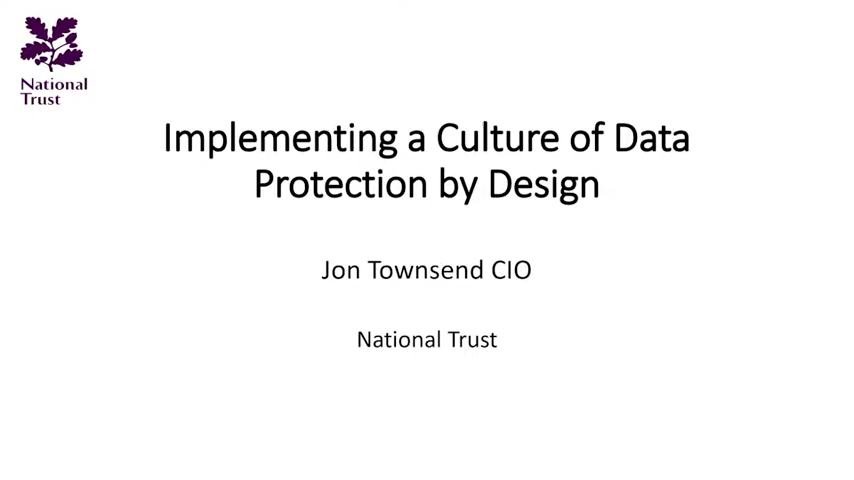 National
Trust
Implementing a Culture of Data
Protection by Design
Jon Townsend CIO
National Trust